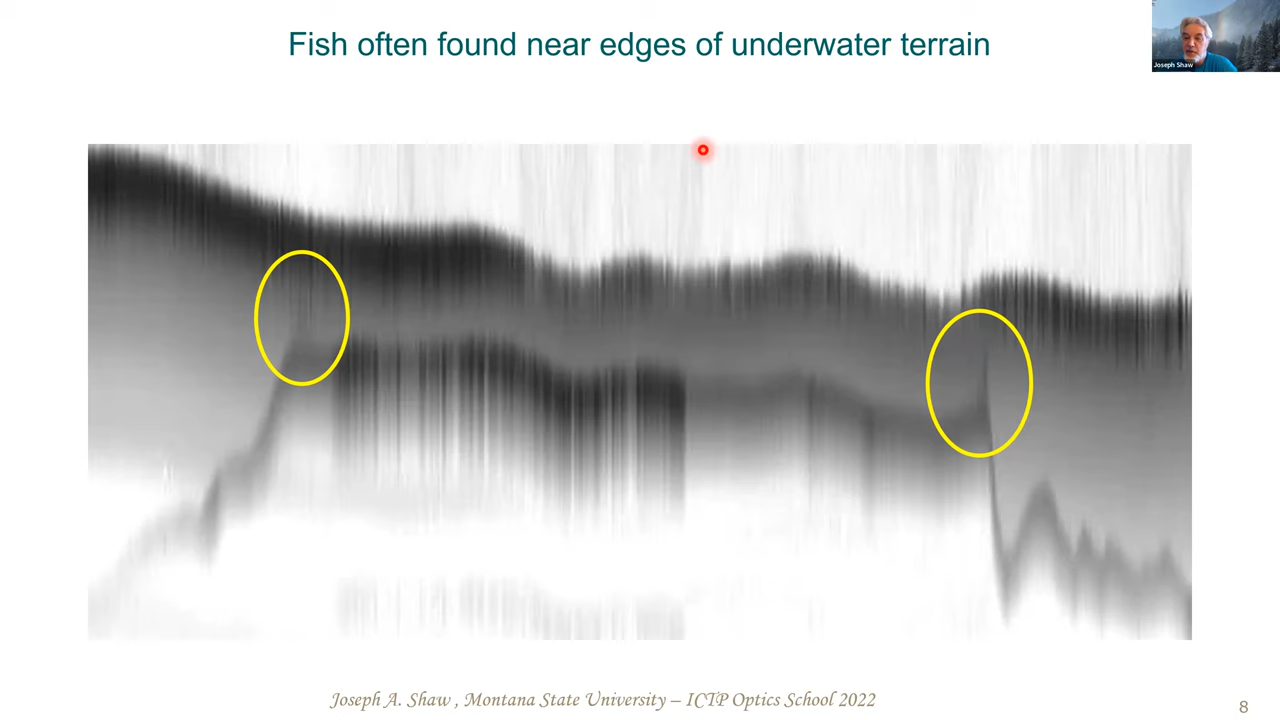 Fish often found near edges of underwater terrain
Joseph Shaw
Joseph A. Shaw , Montana State University – ICTP Optics School 2022
8